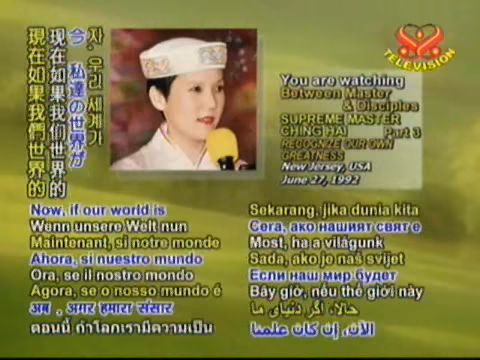 現在如果我們世界的
现在如果我们世界的
今、私達の世界が
자, 우리 세계가
TELEVISION
You are watching
Between Master
& Disciples
SUPREME MASTER
CHING HAI Part 3
RECOGNIZE OUR OWN
GREATNESS
New Jersey, USA
June 27, 1992
Now, if our world is
Wenn unsere Welt nun
Maintenant, si notre monde
Ahora, si nuestro mundo
Ora, se il nostro mondo
Agora, se o nosso mundo é
अब , अगर हमारा संसार
ตอนนี้ ถ้าโลกเรามีความเป็น
Sekarang, jika dunia kita
Сега, ако нашият свят е
Most, ha a világunk
Sada, ako je naš svijet
Если наш мир будет
Bây giờ, nếu thế giới này
حالا، اگر دنیای ما
الآن، إن كان علمنا